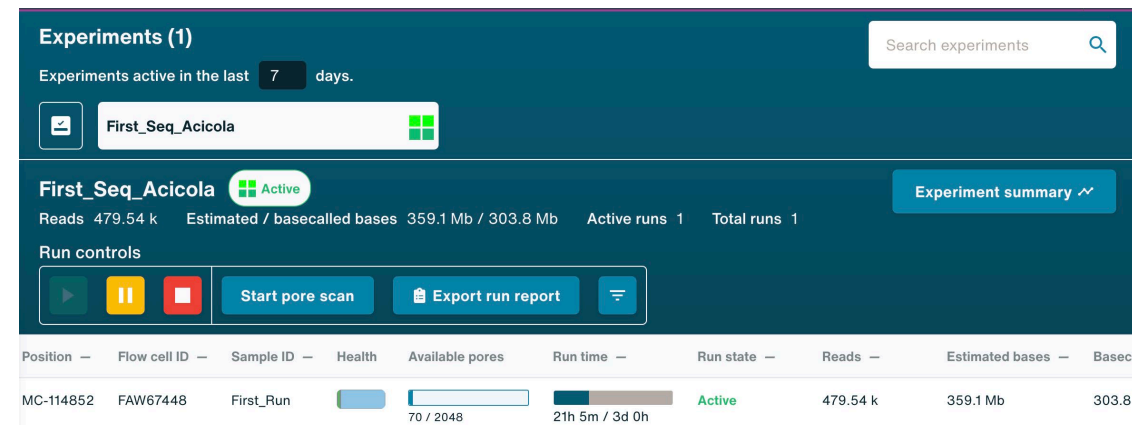 Experiments (1)
Search experiments
Experiments active in the last 7 days.
First_Seq_Acicola
First_Seq_Acicola Active
Experiment summary
Reads 479.54 k Estimated / basecalled bases 359.1 Mb / 303.8 Mb Active runs 1 Total runs 1
Run controls
Start pore scan Export run report
Position Flow cell ID Sample ID Health Available pores Run time Run state Reads Estimated bases Basec
MC-114852 FAW67448 First_Run Active 479.54 k 359.1 Mb 303.8
70 / 2048 21h 5m / 3d 0h